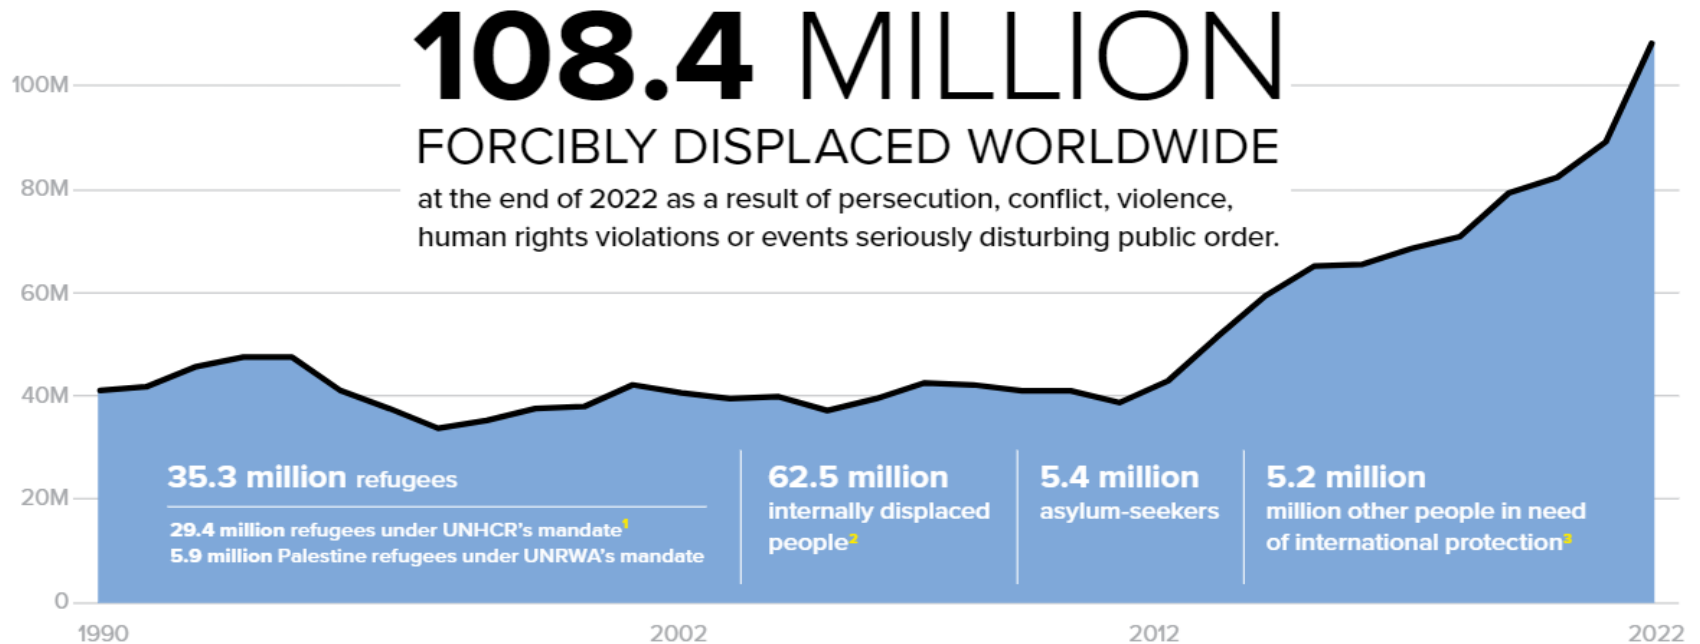 108.4 MILLION
FORCIBLY DISPLACED WORLDWIDE
at the end of 2022 as a result of persecution, conflict, violence,
human rights violations or events seriously disturbing public order.
100M
80M
60M
40M
20M
0
35.3 million refugees
29.4 million refugees under UNHCR's mandate¹
5.9 million Palestine refugees under UNRWA's mandate
62.5 million
internally displaced
people²
5.4 million
asylum-seekers
5.2 million
million other people in need
of international protection³
1990
2002
2012
2022